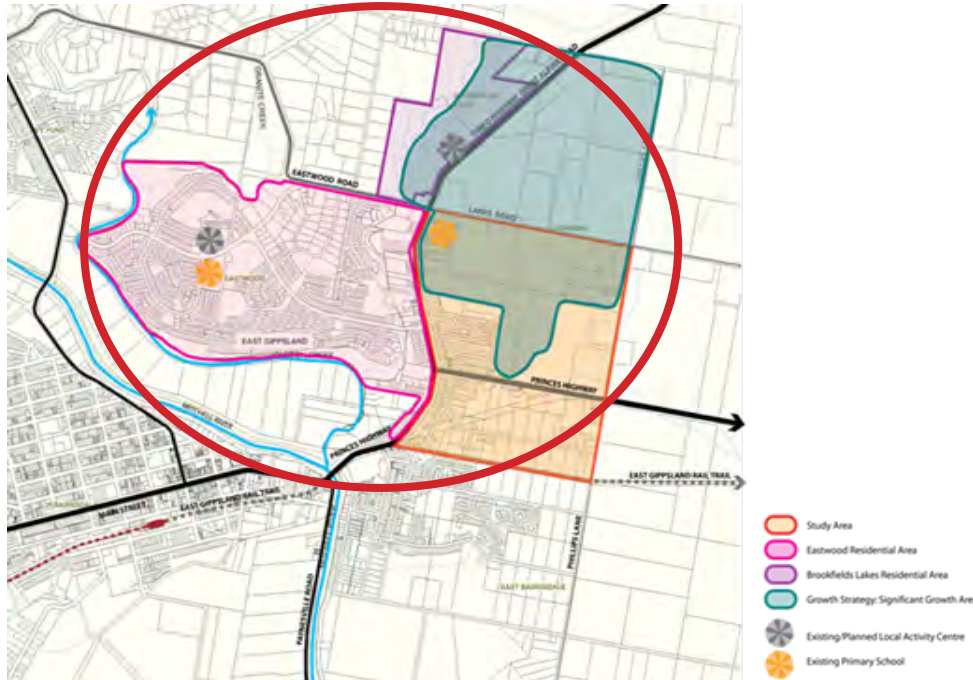 GRANITE CREEK
EASTWOOD ROAD
LAKES ROAD
EASTWOOD
EAST GIPPSLAND
PRINCES HIGHWAY
MITCHELL RIVER
PRINCES HIGHWAY
EAST GIPPSLAND RAIL TRAIL
MAIN STREET
EAST GIPPSLAND RAIL TRAIL
PHILLIPS LANE
PAYNESVILLE ROAD
EAST BAIRNSDALE
Study Area
Eastwood Residential Area
Brookfields Lakes Residential Area
Growth Strategy: Significant Growth Are
Existing/Planned Local Activity Centre
Existing Primary School